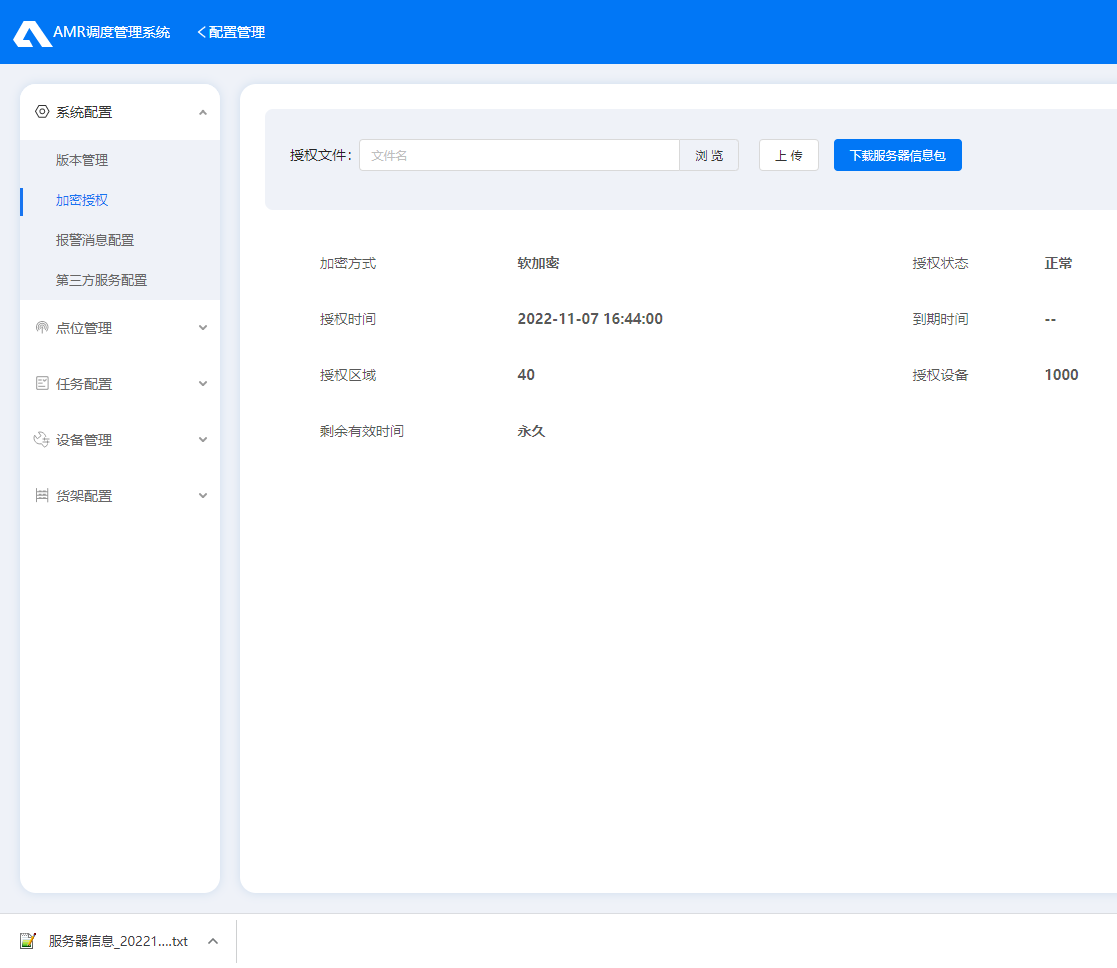 AMR调度管理系统 配置管理
系统配置
版本管理
加密授权
报警消息配置
第三方服务配置
点位管理
任务配置
设备管理
货架配置
授权文件: 文件名 浏 览 上 传 下载服务器信息包
加密方式 软加密 授权状态 正常
授权时间 2022-11-07 16:44:00 到期时间 --
授权区域 40 授权设备 1000
剩余有效时间 永久
服务器信息_20221....txt